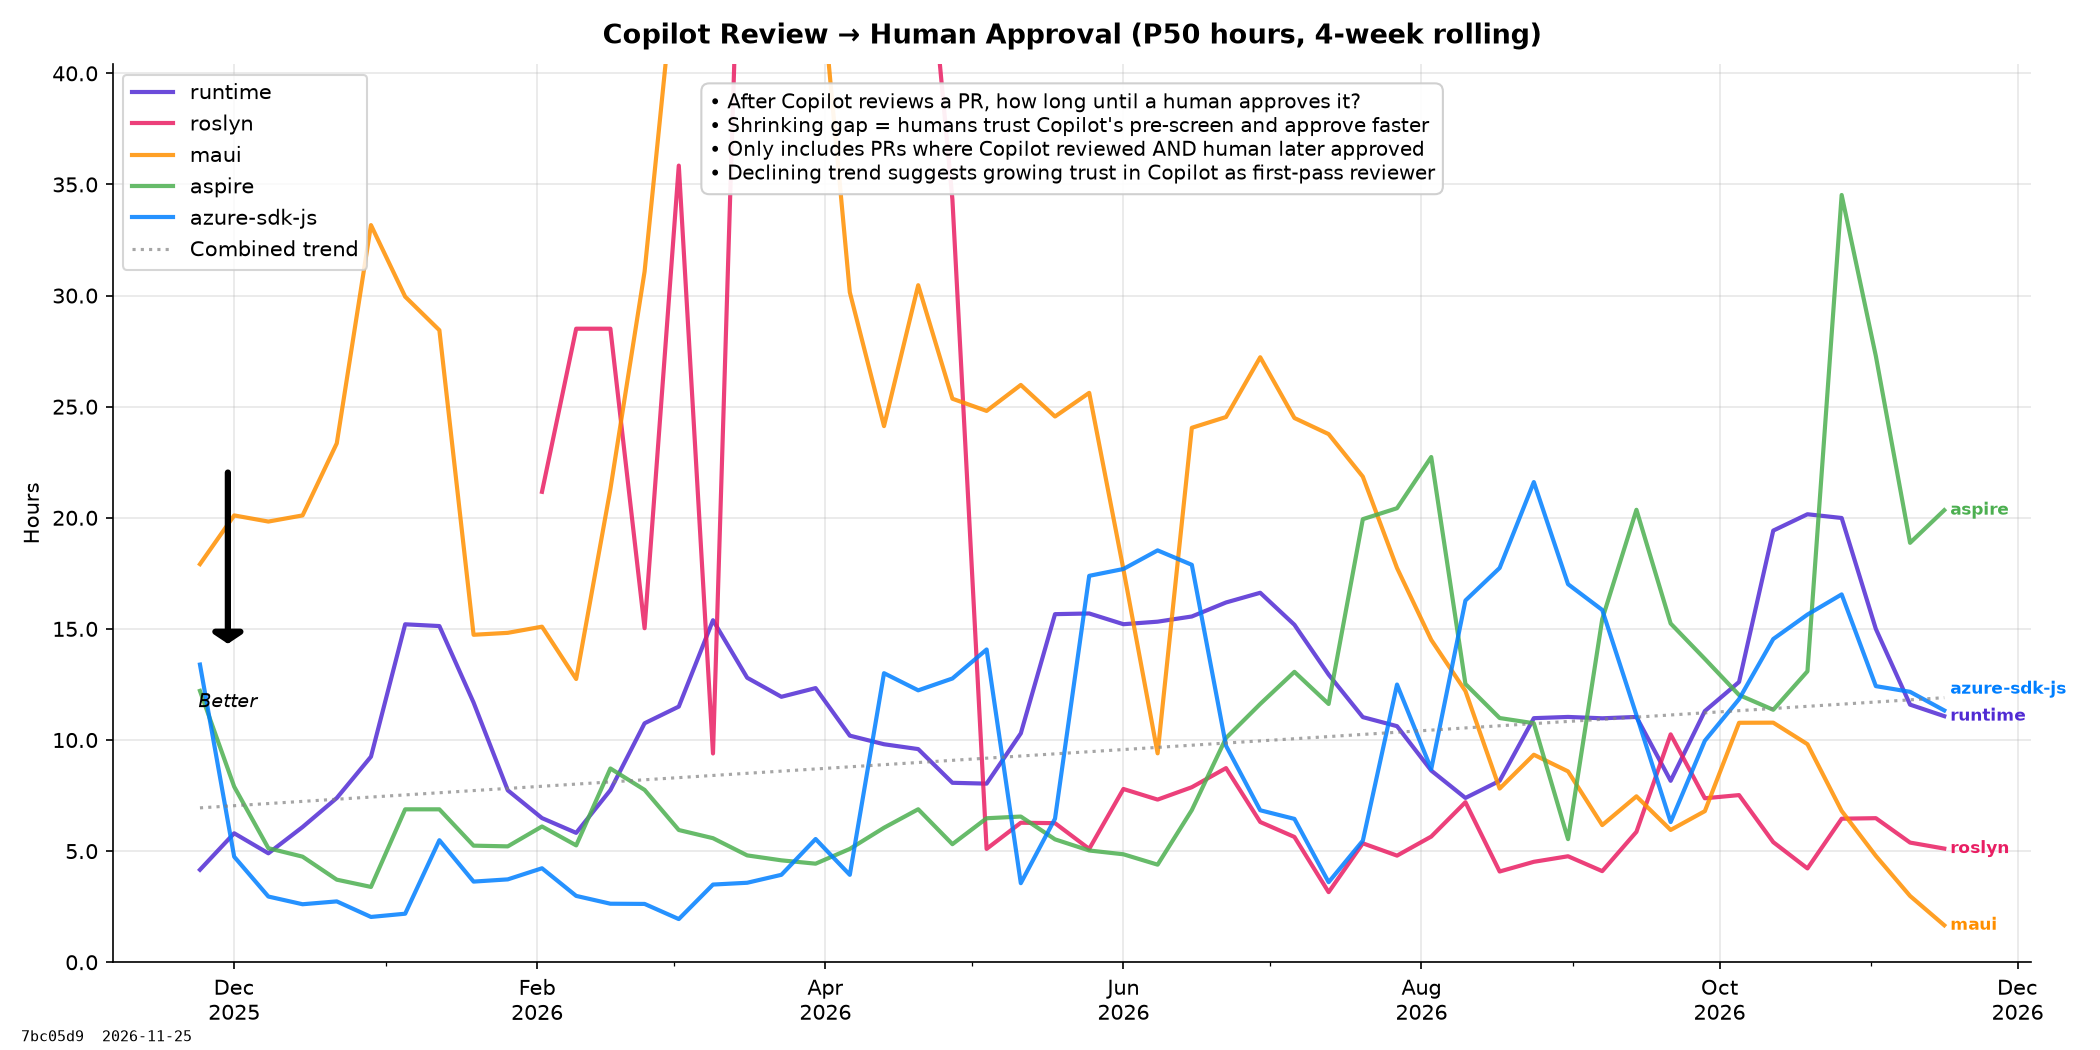 Copilot Review → Human Approval (P50 hours, 4-week rolling)
40.0
35.0
30.0
25.0
20.0
15.0
10.0
5.0
0.0
Hours
runtime
roslyn
maui
aspire
azure-sdk-js
Combined trend
• After Copilot reviews a PR, how long until a human approves it?
• Shrinking gap = humans trust Copilot's pre-screen and approve faster
• Only includes PRs where Copilot reviewed AND human later approved
• Declining trend suggests growing trust in Copilot as first-pass reviewer
Better
aspire
azure-sdk-js
runtime
roslyn
maui
Dec
2025
Feb
2026
Apr
2026
Jun
2026
Aug
2026
Oct
2026
Dec
2026
7bc05d9  2026-11-25